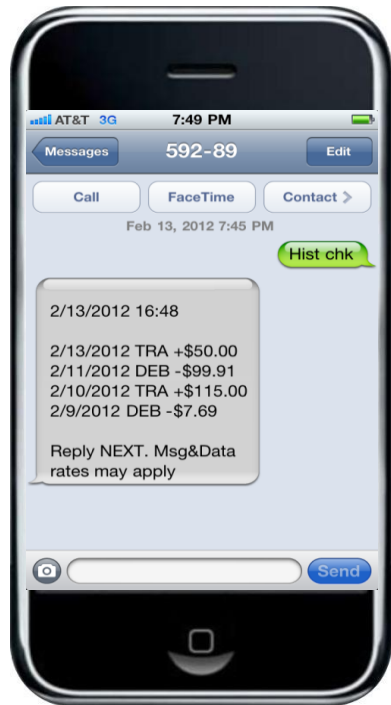 AT&T 3G 7:49 PM
Messages 592-89 Edit
Call FaceTime Contact
Feb 13, 2012 7:45 PM
Hist chk
2/13/2012 16:48
2/13/2012 TRA +$50.00
2/11/2012 DEB -$99.91
2/10/2012 TRA +$115.00
2/9/2012 DEB -$7.69
Reply NEXT. Msg&Data
rates may apply
Send